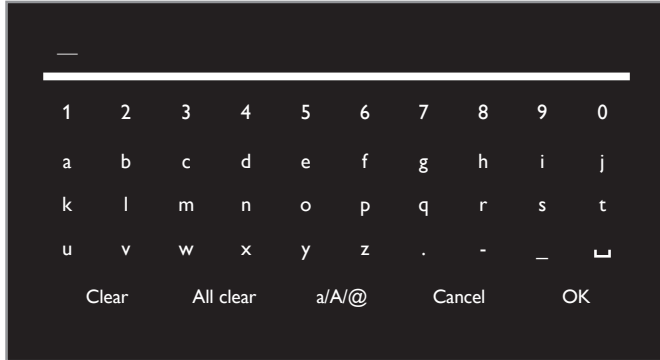 _
1 2 3 4 5 6 7 8 9 0
a b c d e f g h i j
k l m n o p q r s t
u v w x y z . - _ ␣
Clear All clear a/A/@ Cancel OK